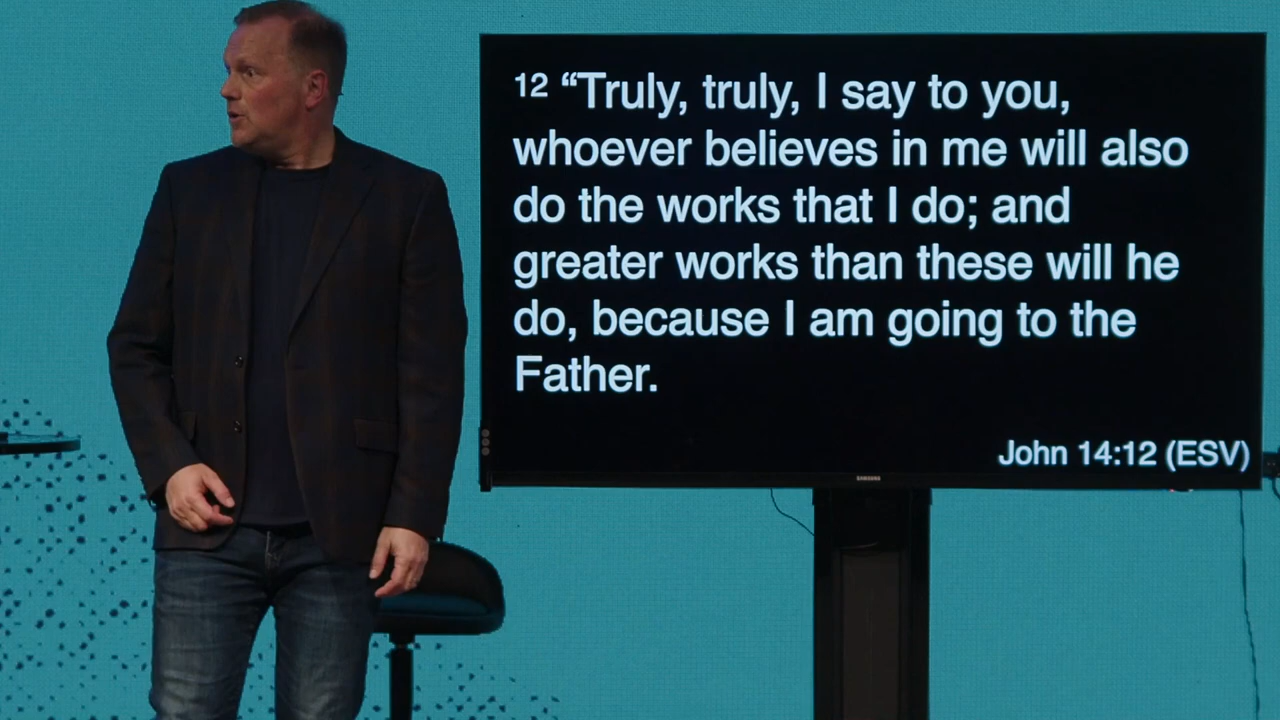 12 “Truly, truly, I say to you,
whoever believes in me will also
do the works that I do; and
greater works than these will he
do, because I am going to the
Father.
John 14:12 (ESV)
SAMSUNG